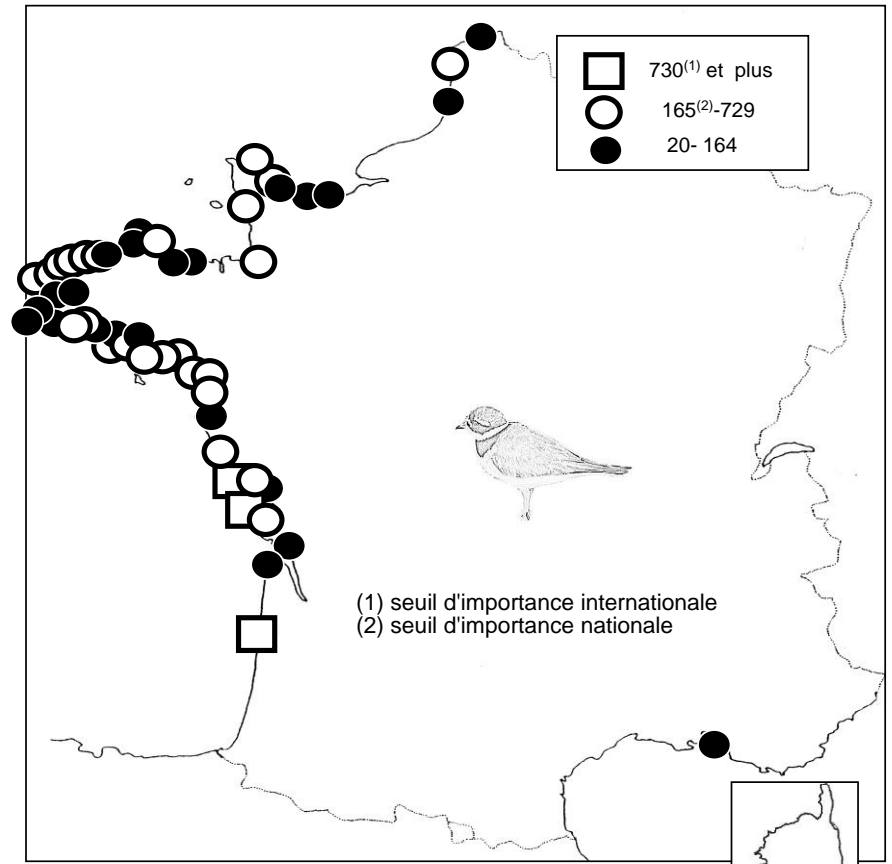 730(1) et plus
165(2)-729
20- 164
(1) seuil d'importance internationale
(2) seuil d'importance nationale